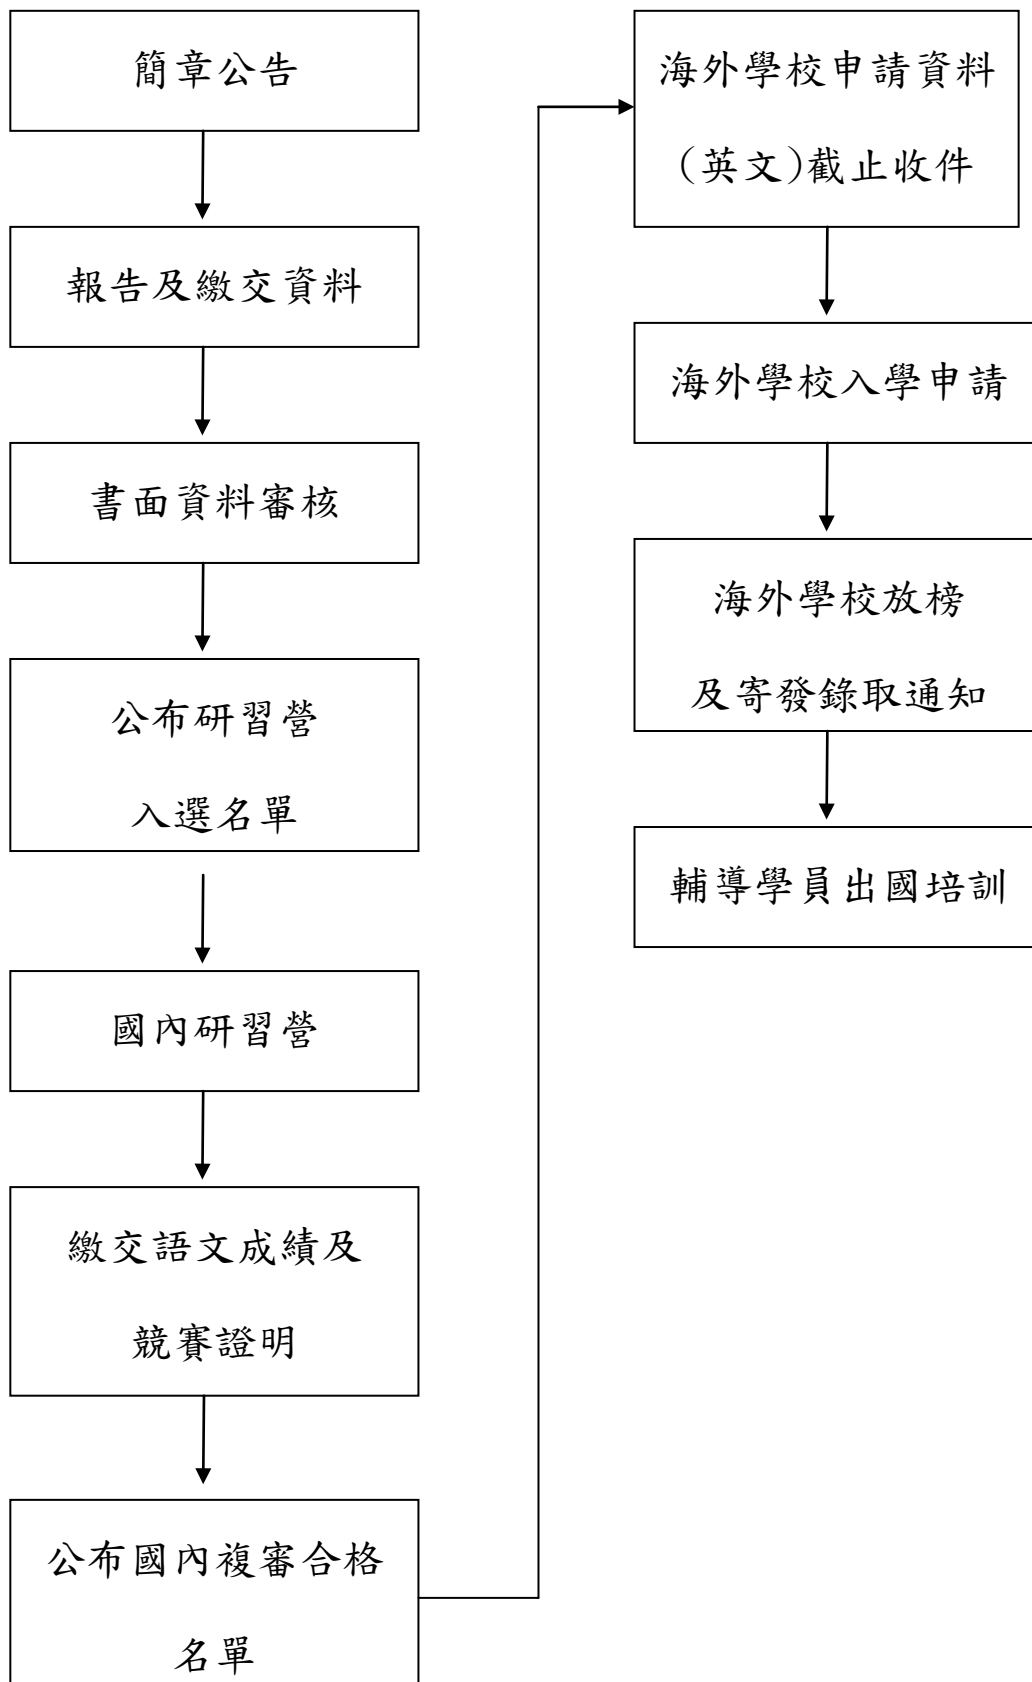 簡章公告
報告及繳交資料
書面資料審核
公布研習營
入選名單
國內研習營
繳交語文成績及
競賽證明
公布國內複審合格
名單
海外學校申請資料
(英文)截止收件
海外學校入學申請
海外學校放榜
及寄發錄取通知
輔導學員出國培訓